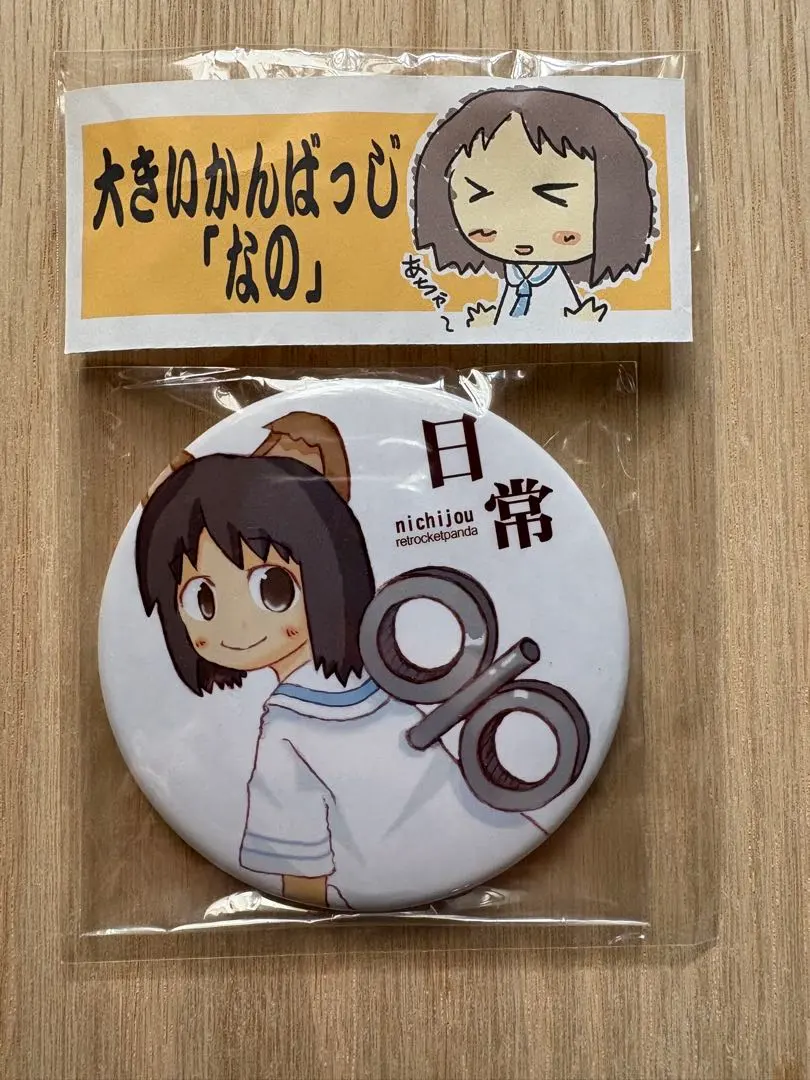 大きいかんばっじ
「なの」
あちゃ〜
日常
nichijou
retrocketpanda